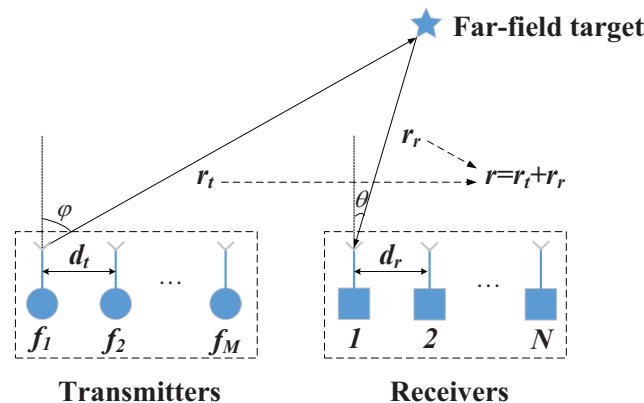 Far-field target
r_r
r_t
r=r_t+r_r
φ
θ
d_t
d_r
...
...
f_1
f_2
f_M
1
2
N
Transmitters
Receivers